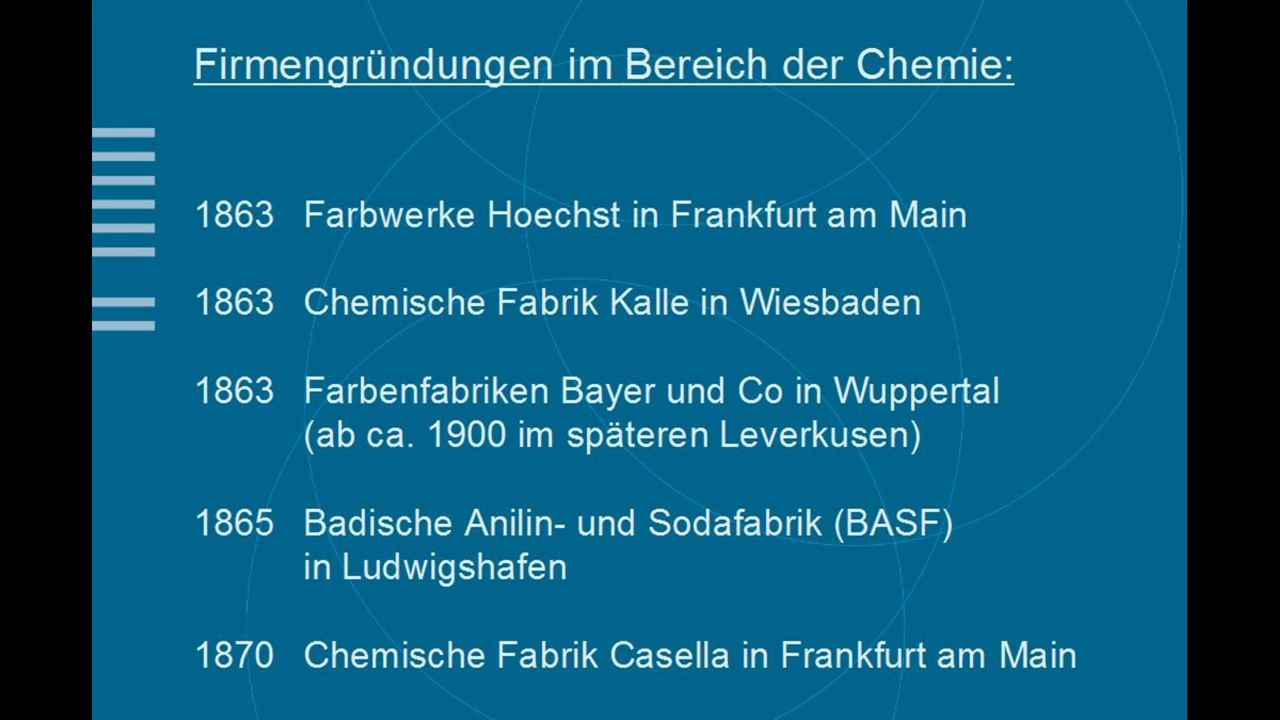 Firmengründungen im Bereich der Chemie:
1863 Farbwerke Hoechst in Frankfurt am Main
1863 Chemische Fabrik Kalle in Wiesbaden
1863 Farbenfabriken Bayer und Co in Wuppertal
(ab ca. 1900 im späteren Leverkusen)
1865 Badische Anilin- und Sodafabrik (BASF)
in Ludwigshafen
1870 Chemische Fabrik Casella in Frankfurt am Main